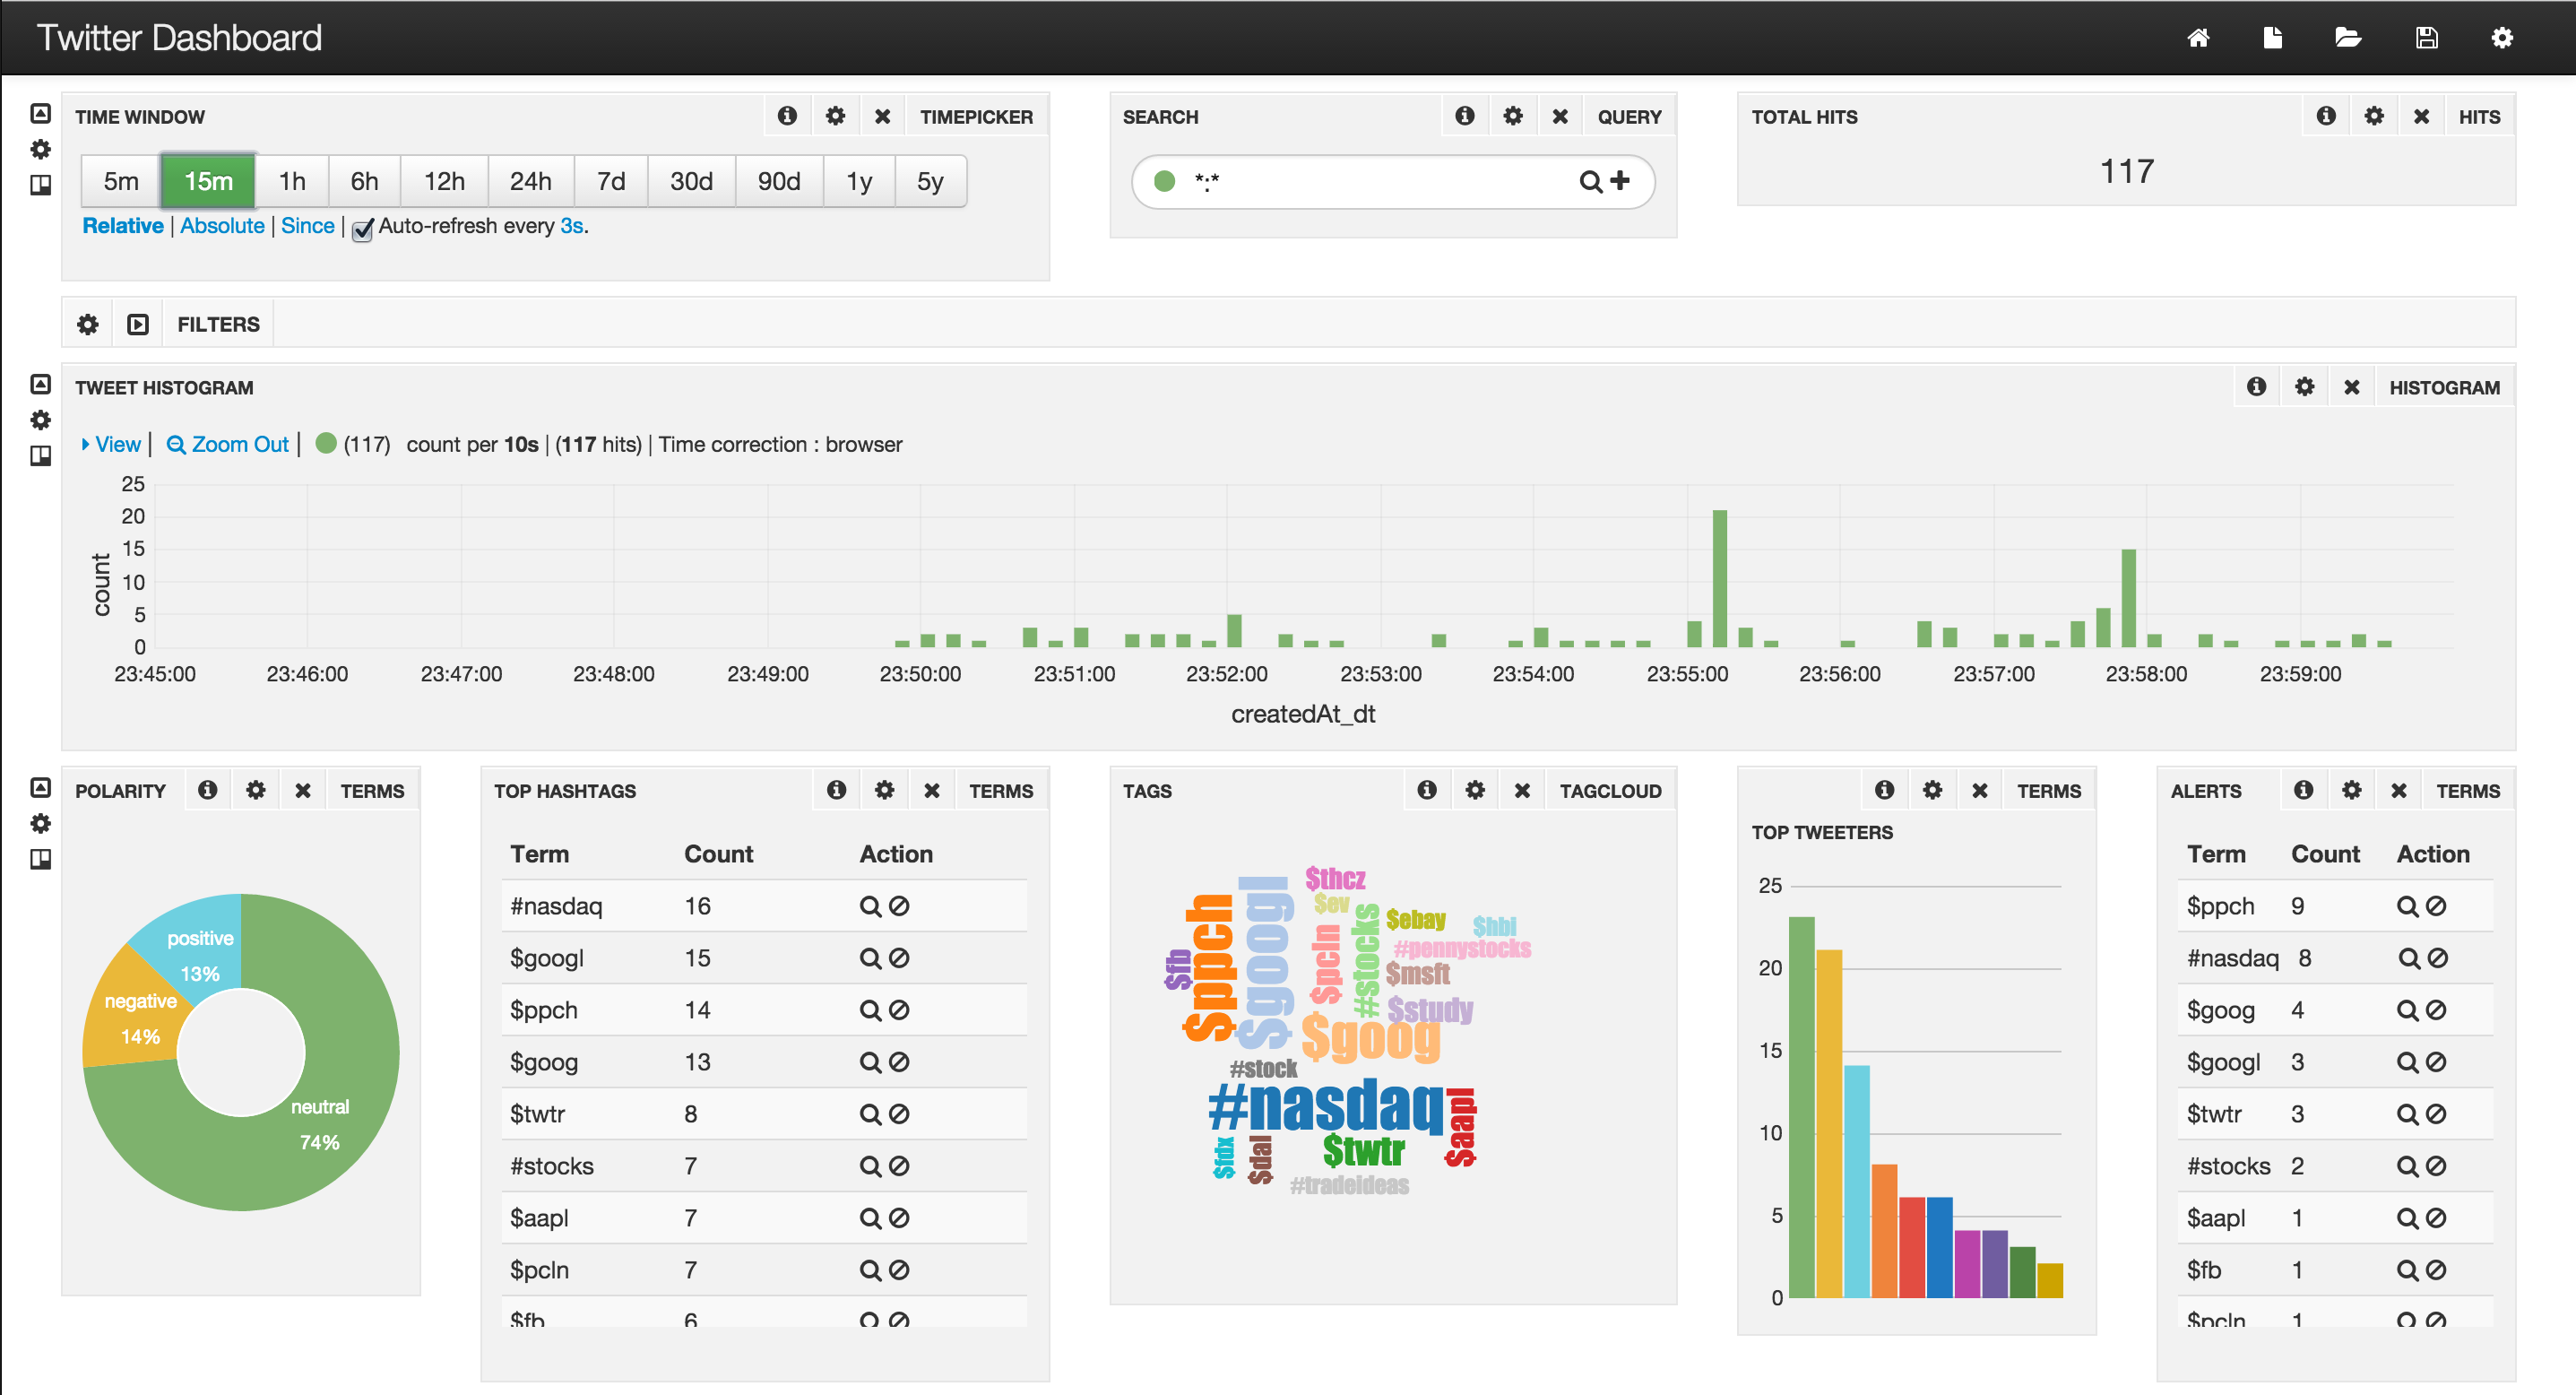 Twitter Dashboard
TIME WINDOW TIMEPICKER
5m 15m 1h 6h 12h 24h 7d 30d 90d 1y 5y
Relative | Absolute | Since | Auto-refresh every 3s.
SEARCH QUERY
*:*
TOTAL HITS HITS
117
FILTERS
TWEET HISTOGRAM HISTOGRAM
View | Zoom Out | (117) count per 10s | (117 hits) | Time correction : browser
25
20
15
10
5
0
count
23:45:00 23:46:00 23:47:00 23:48:00 23:49:00 23:50:00 23:51:00 23:52:00 23:53:00 23:54:00 23:55:00 23:56:00 23:57:00 23:58:00 23:59:00
createdAt_dt
POLARITY TERMS
positive
13%
negative
14%
neutral
74%
TOP HASHTAGS TERMS
Term Count Action
#nasdaq 16
$googl 15
$ppch 14
$goog 13
$twtr 8
#stocks 7
$aapl 7
$pcln 7
$fb 6
TAGS TAGCLOUD
$thcz
$ev
$ebay
$hbi
#pennystocks
$msft
$study
$fb
$ppch
$googl
$pcln
#stocks
$goog
#stock
#nasdaq
$aapl
$fdx
$dal
$twtr
#tradeideas
TERMS
TOP TWEETERS
25
20
15
10
5
0
ALERTS TERMS
Term Count Action
$ppch 9
#nasdaq 8
$goog 4
$googl 3
$twtr 3
#stocks 2
$aapl 1
$fb 1
$pcln 1